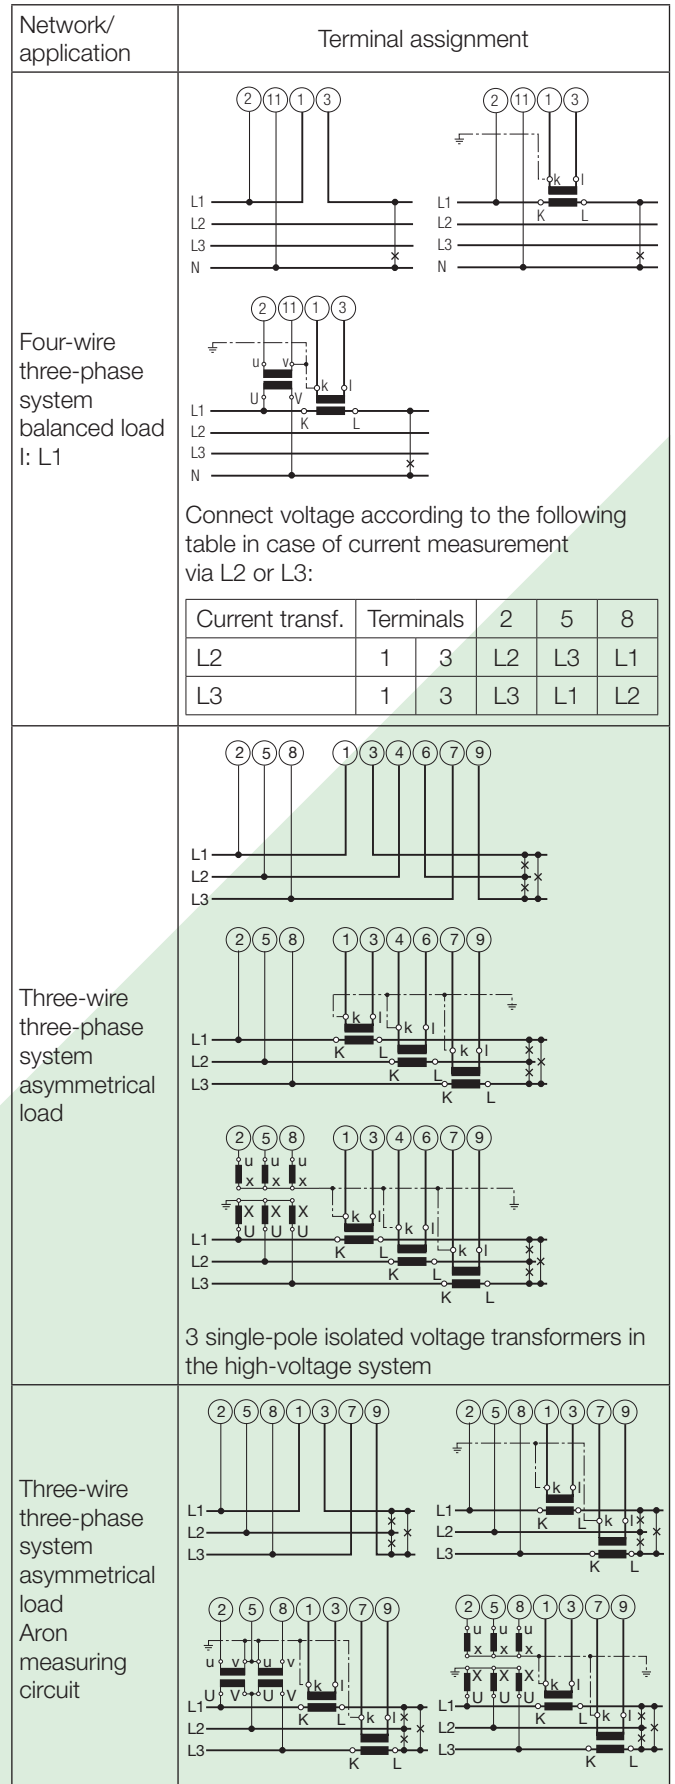 Network/
application
Terminal assignment
Four-wire
three-phase
system
balanced load
I: L1
2 11 1 3
L1
L2
L3
N
2 11 1 3
k l
L1
K L
L2
L3
N
2 11 1 3
u v
k l
U V
L1
K L
L2
L3
N
Connect voltage according to the following
table in case of current measurement
via L2 or L3:
Current transf. Terminals 2 5 8
L2 1 3 L2 L3 L1
L3 1 3 L3 L1 L2
Three-wire
three-phase
system
asymmetrical
load
2 5 8 1 3 4 6 7 9
L1
L2
L3
2 5 8 1 3 4 6 7 9
k l
k l
L1
K L k l
L2
K L
L3
K L
2 5 8 1 3 4 6 7 9
u u u
x x x
X X X
k l
U U U
k l
L1
K L k l
L2
K L
L3
K L
3 single-pole isolated voltage transformers in
the high-voltage system
Three-wire
three-phase
system
asymmetrical
load
Aron
measuring
circuit
2 5 8 1 3 7 9
L1
L2
L3
2 5 8 1 3 7 9
k l
L1
K L k l
L2
L3
K L
2 5 8 1 3 7 9
u v u v
k l
U V U V
L1
K L k l
L2
L3
K L
2 5 8 1 3 7 9
u u u
x x x
X X X
k l
U U U
L1
K L k l
L2
L3
K L